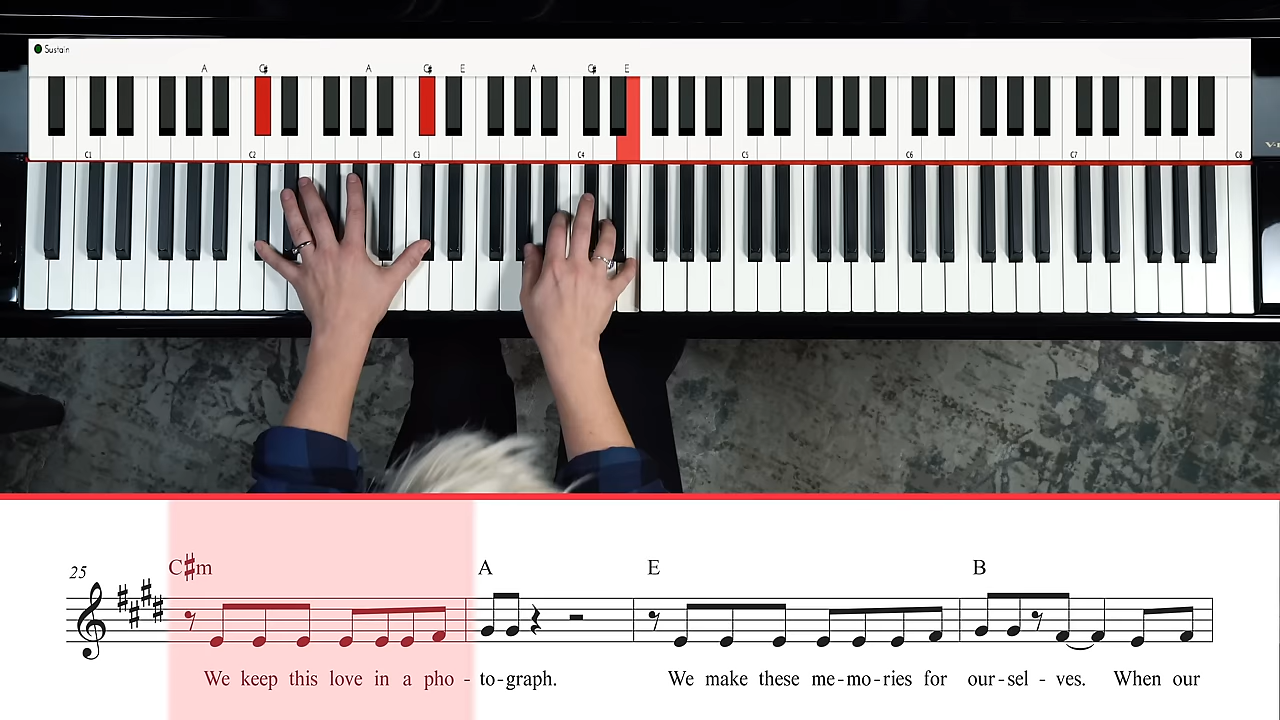 Sustain
A C# A C# E A C# E
C1 C2 C3 C4 C5 C6 C7 C8
25 C♯m A E B
We keep this love in a pho - to - graph. We make these me - mo - ries for our - sel - ves. When our